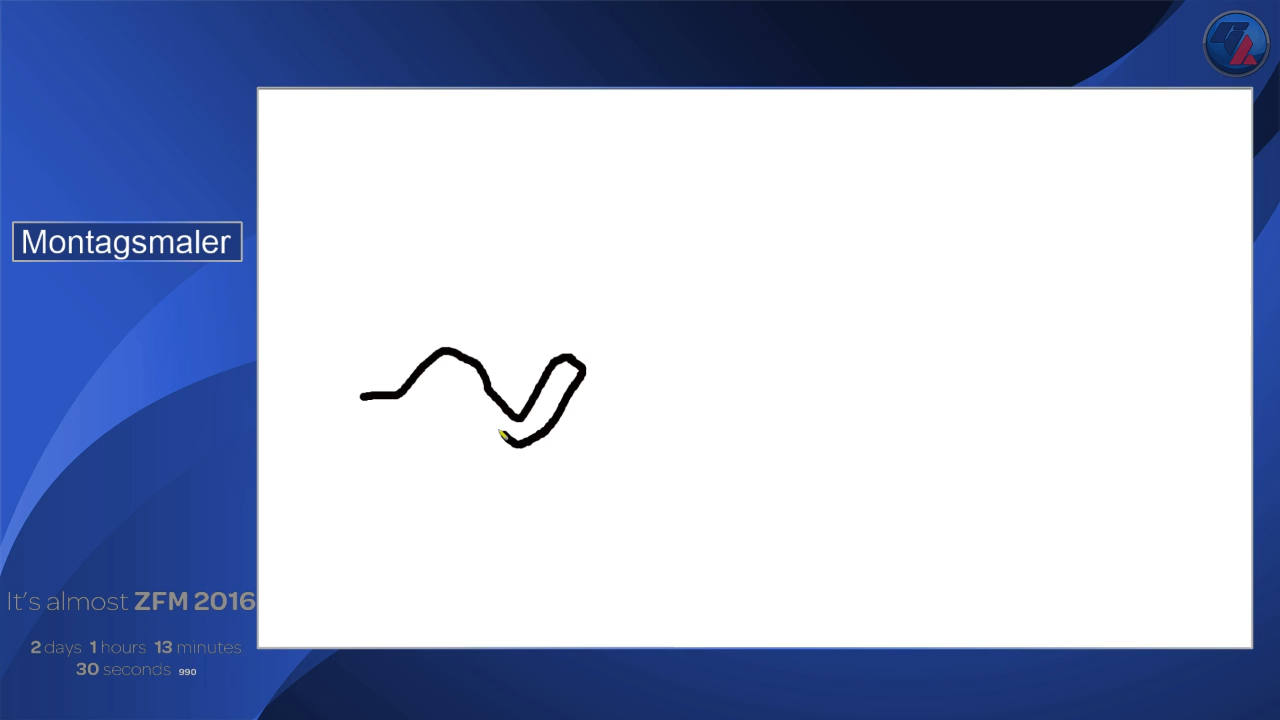 Montagsmaler
It's almost ZFM 2016
2 days 1 hours 13 minutes
30 seconds 990